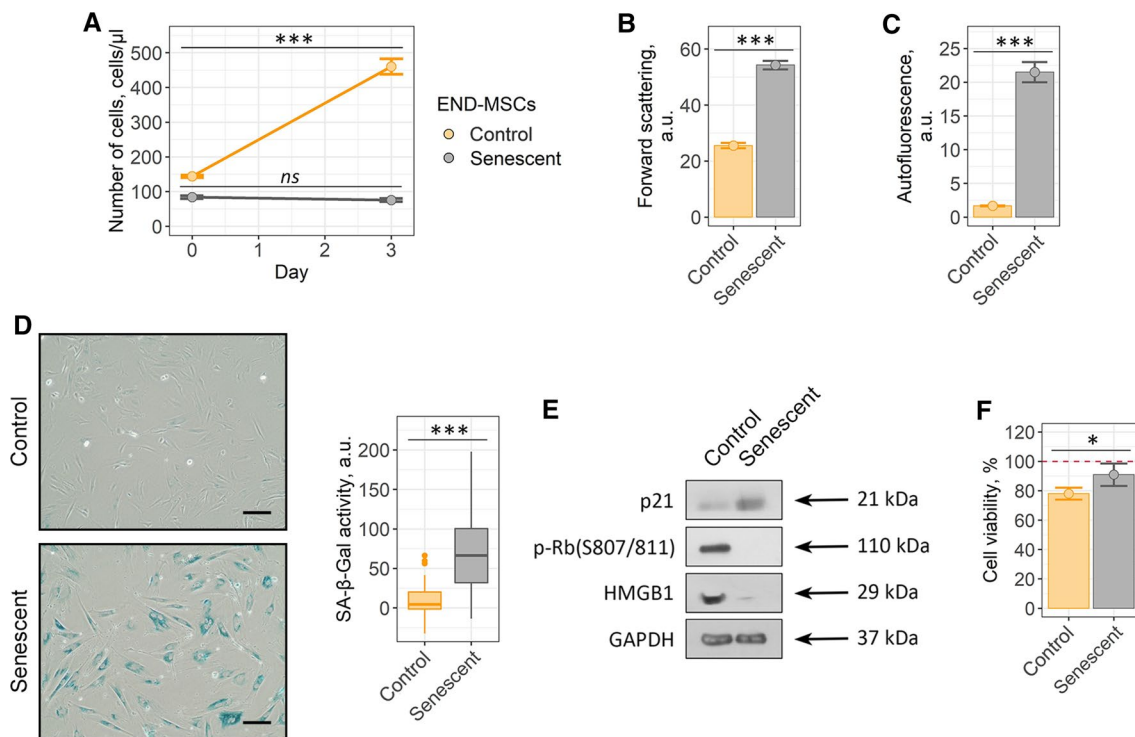 A
Number of cells, cells/µl
500
400
300
200
100
0
***
ns
0 1 2 3
Day
END-MSCs
Control
Senescent
B
Forward scattering,
a.u.
60
40
20
0
***
Control
Senescent
C
Autofluorescence,
a.u.
25
20
15
10
5
0
***
Control
Senescent
D
Control
Senescent
SA-β-Gal activity, a.u.
200
150
100
50
0
***
Control
Senescent
E
Control
Senescent
p21
21 kDa
p-Rb(S807/811)
110 kDa
HMGB1
29 kDa
GAPDH
37 kDa
F
Cell viability, %
120
100
80
60
40
20
0
*
Control
Senescent